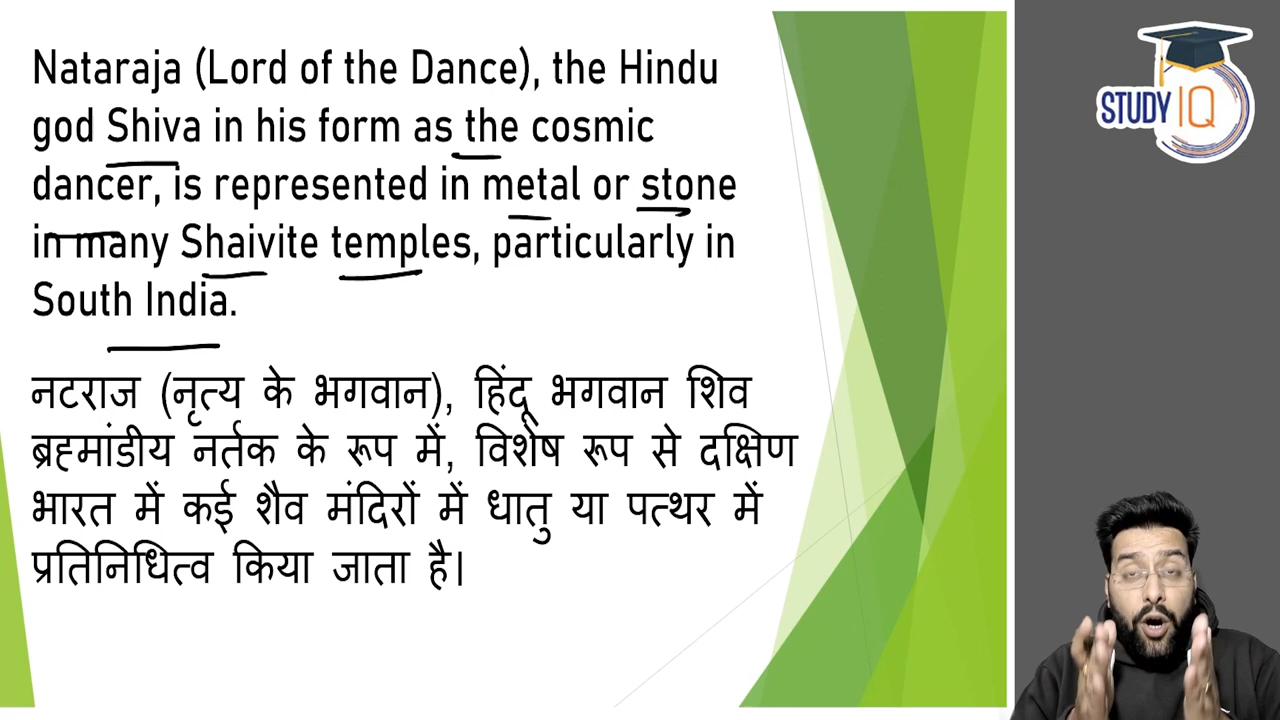 Nataraja (Lord of the Dance), the Hindu
god Shiva in his form as the cosmic
dancer, is represented in metal or stone
in many Shaivite temples, particularly in
South India.
नटराज (नृत्य के भगवान), हिंदू भगवान शिव
ब्रह्मांडीय नर्तक के रूप में, विशेष रूप से दक्षिण
भारत में कई शैव मंदिरों में धातु या पत्थर में
प्रतिनिधित्व किया जाता है।
STUDY IQ